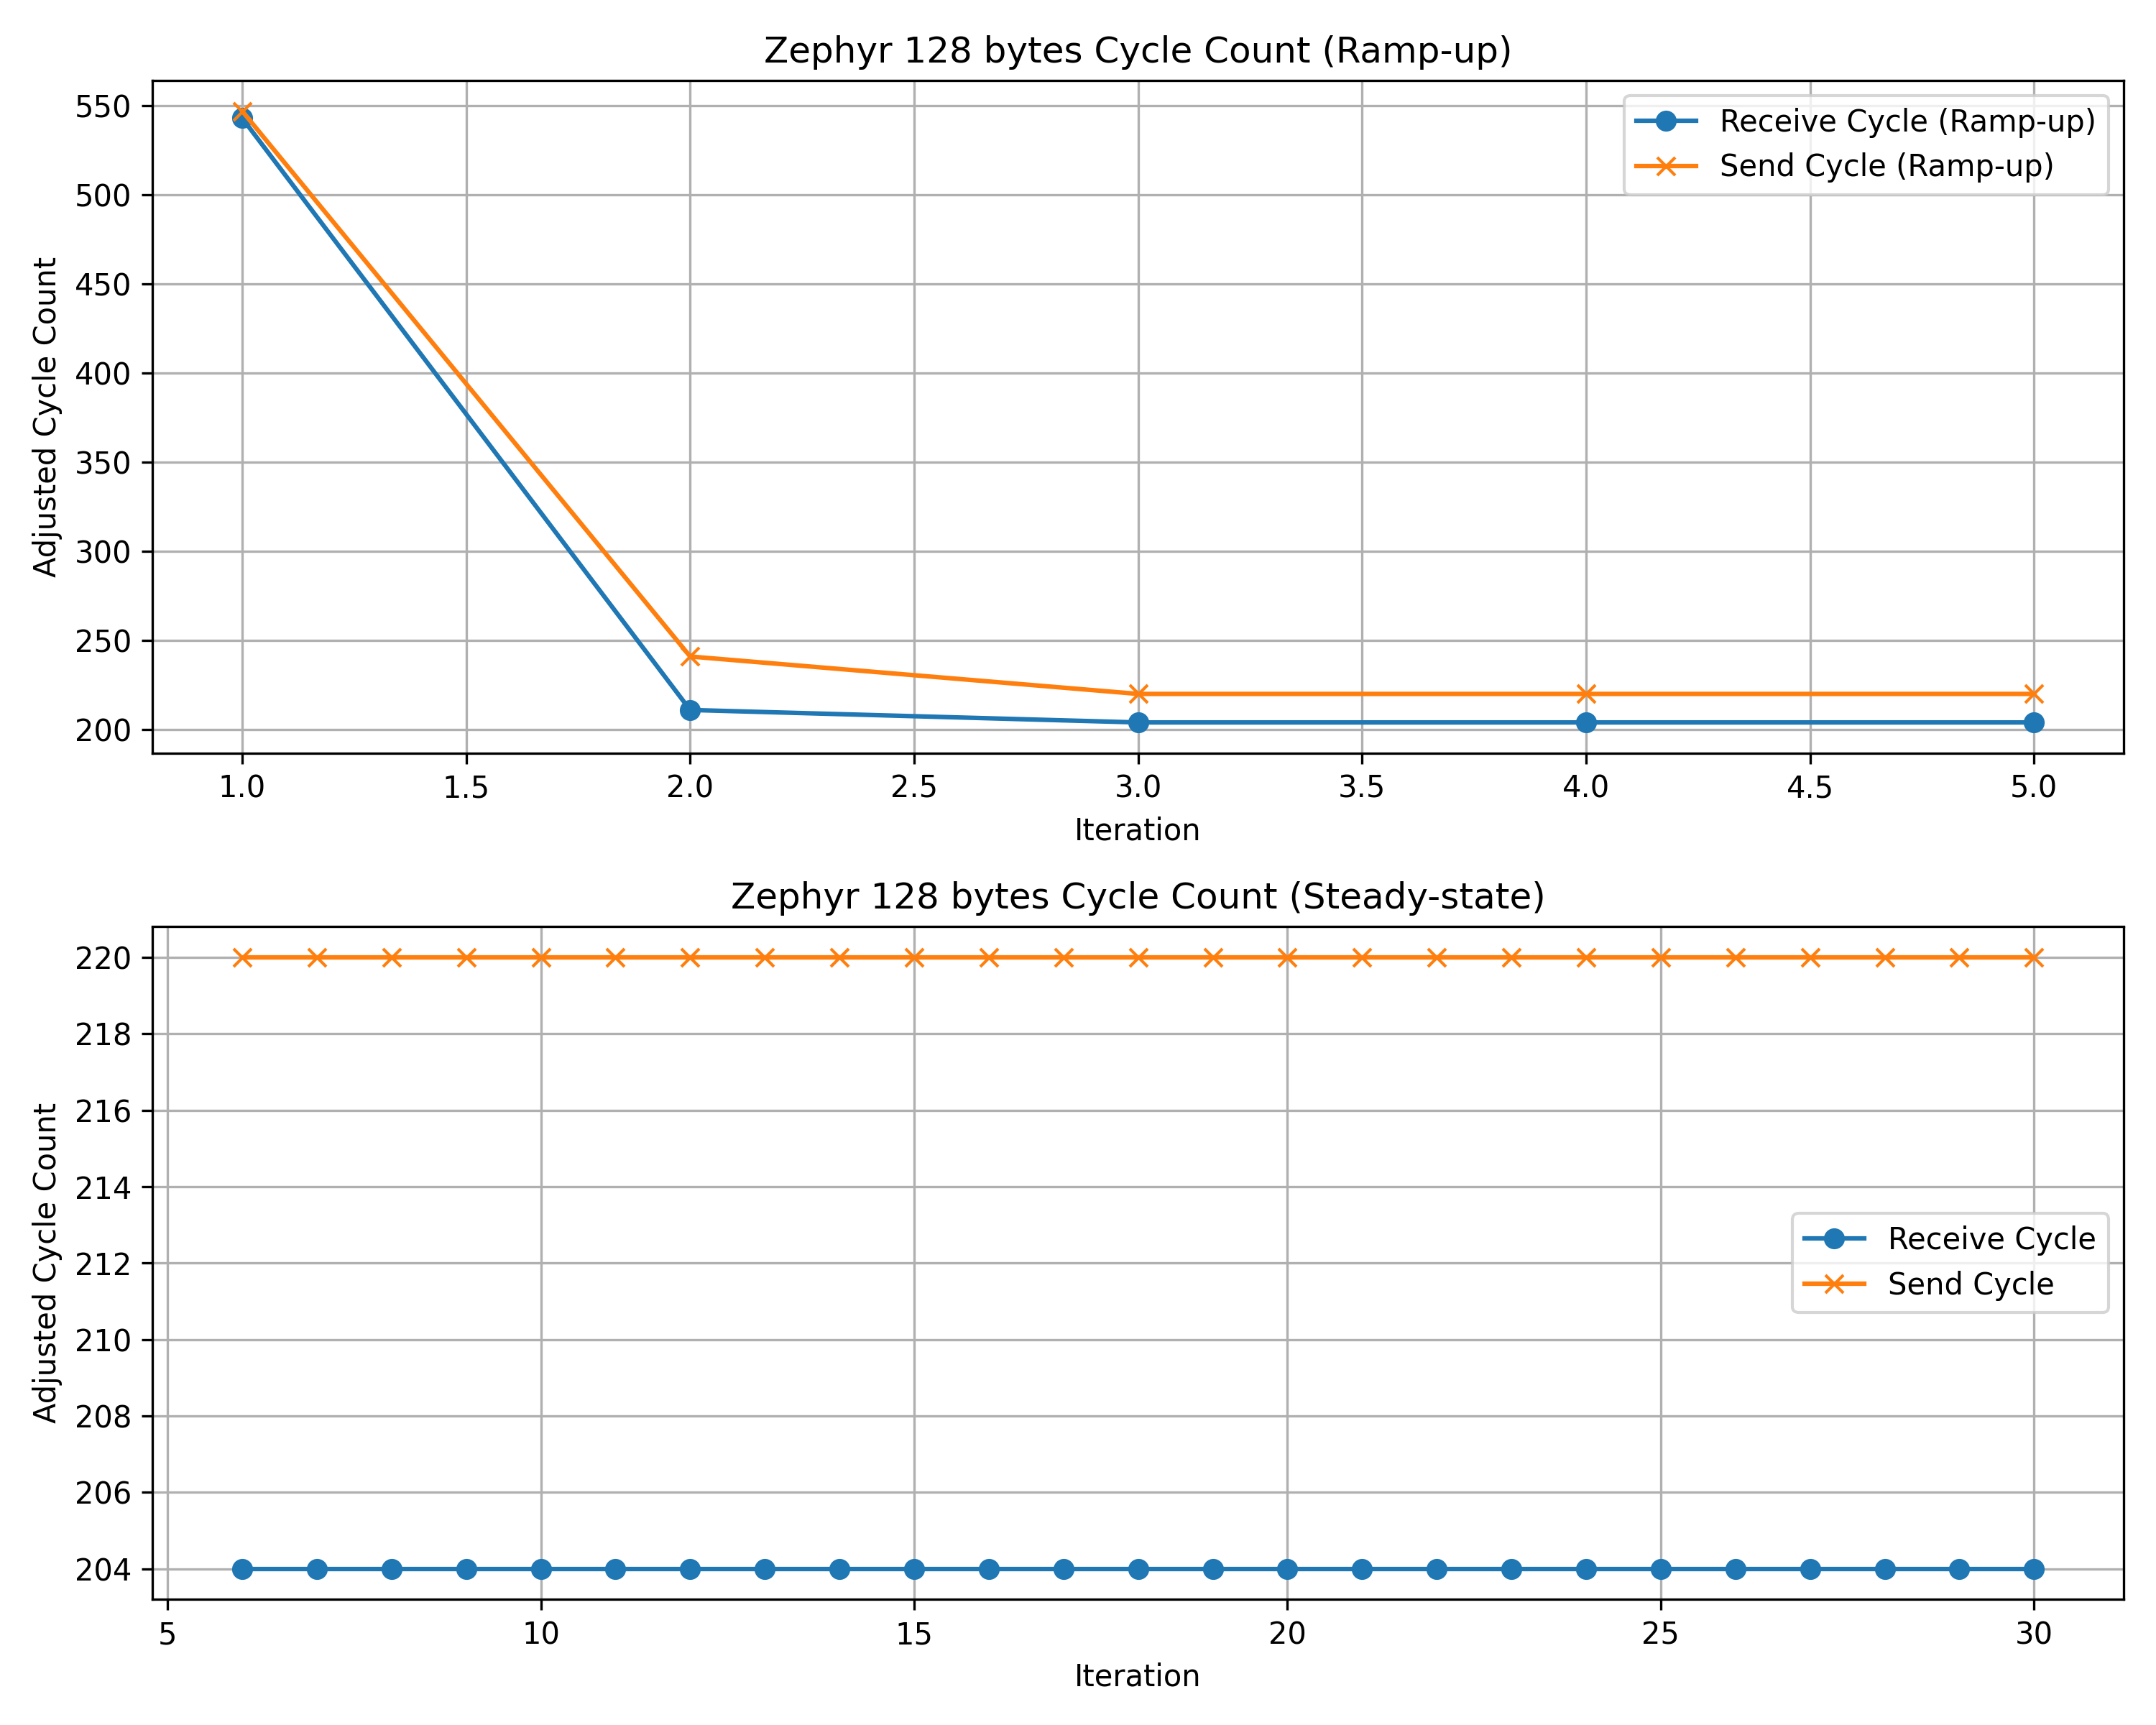 Zephyr 128 bytes Cycle Count (Ramp-up)
Adjusted Cycle Count
550
500
450
400
350
300
250
200
Receive Cycle (Ramp-up)
Send Cycle (Ramp-up)
1.0 1.5 2.0 2.5 3.0 3.5 4.0 4.5 5.0
Iteration
Zephyr 128 bytes Cycle Count (Steady-state)
Adjusted Cycle Count
220
218
216
214
212
210
208
206
204
Receive Cycle
Send Cycle
5 10 15 20 25 30
Iteration